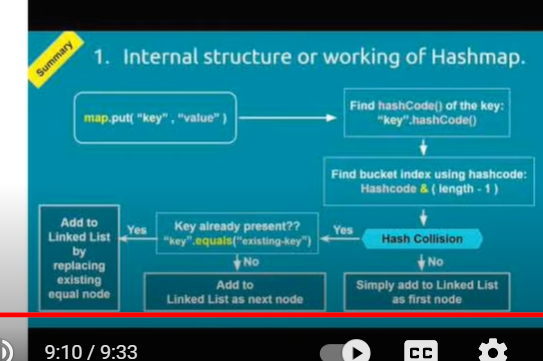 Summary
1. Internal structure or working of Hashmap.
map.put( "key" , "value" )
Find hashCode() of the key:
"key".hashCode()
Find bucket index using hashcode:
Hashcode & ( length - 1 )
Hash Collision
Yes
No
Key already present??
"key".equals("existing-key")
Yes
No
Add to
Linked List
by
replacing
existing
equal node
Add to
Linked List as next node
Simply add to Linked List
as first node
9:10 / 9:33
CC